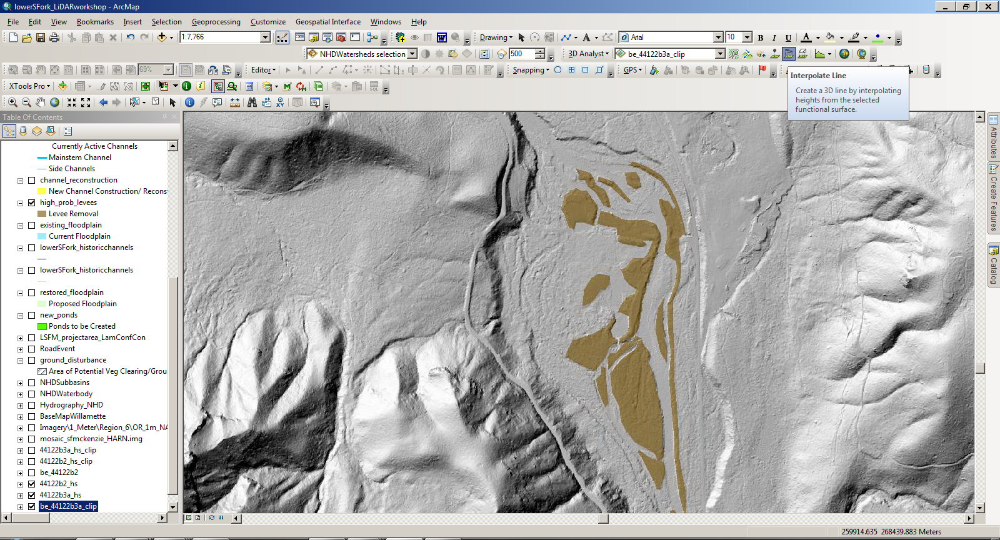 lowerSFork_LiDARworkshop - ArcMap
File Edit View Bookmarks Insert Selection Geoprocessing Customize Geospatial Interface Windows Help
1:7,766 Drawing Arial 10 B I U A
NHDWatersheds selection 500 3D Analyst be_44122b3a_clip
69% Editor Snapping GPS
XTools Pro
Interpolate Line
Create a 3D line by interpolating
heights from the selected
functional surface.
Table Of Contents
Currently Active Channels
Mainstem Channel
Side Channels
channel_reconstruction
New Channel Construction/ Recons
high_prob_levees
Levee Removal
existing_floodplain
Current Floodplain
lowerSFork_historicchannels
lowerSFork_historicchannels
restored_floodplain
Proposed Floodplain
new_ponds
Ponds to be Created
LSFM_projectarea_LamConfCon
RoadEvent
ground_disturbance
Area of Potential Veg Clearing/Grou
NHDSubbasins
NHDWaterbody
Hydrography_NHD
BaseMapWillamette
Imagery\1_Meter\Region_6\OR_1m_NA
mosaic_sfmckenzie_HARN.img
44122b3a_hs_clip
44122b2_hs_clip
be_44122b2
44122b2_hs
44122b3a_hs
be_44122b3a_clip
Attributes
Create Features
Catalog
259914.635 268439.883 Meters